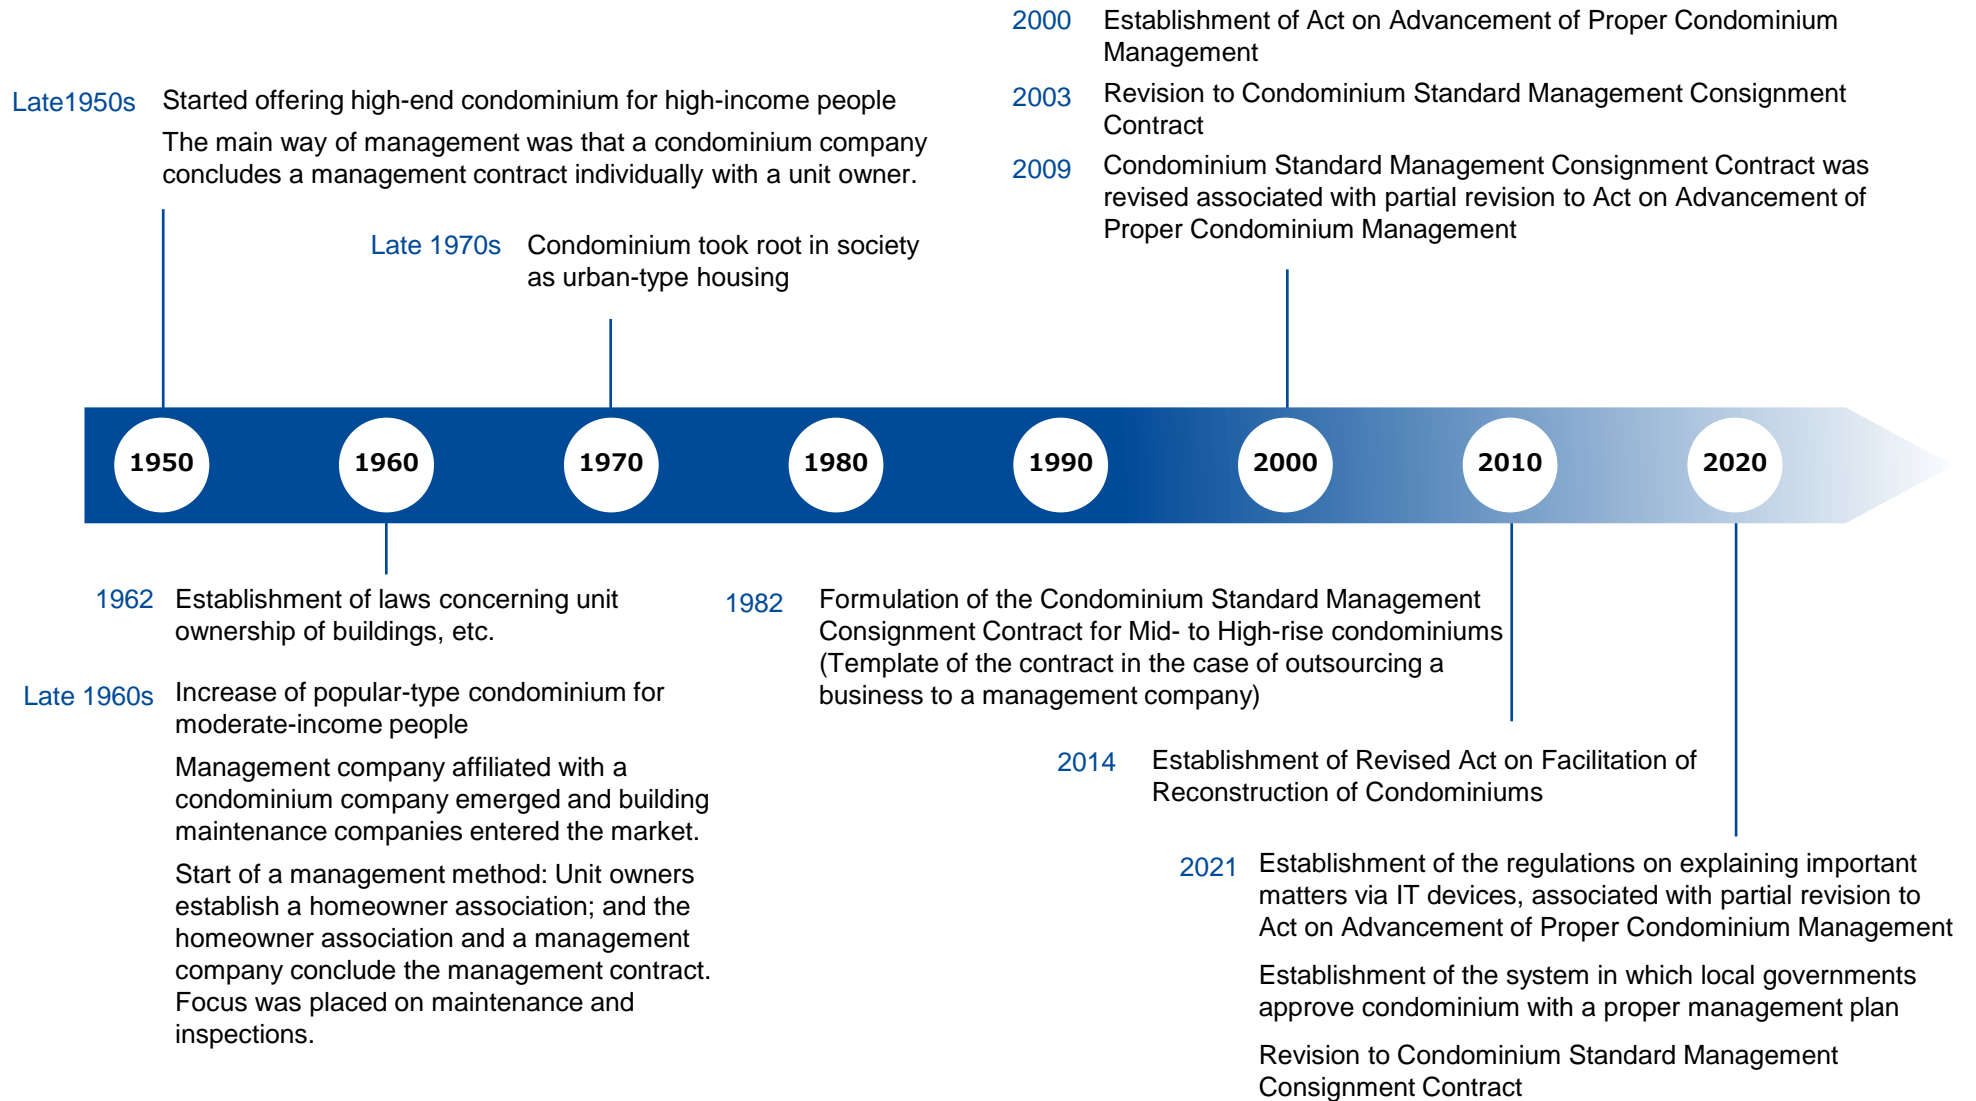 Late1950s
Started offering high-end condominium for high-income people
The main way of management was that a condominium company
concludes a management contract individually with a unit owner.
Late 1970s
Condominium took root in society
as urban-type housing
2000
Establishment of Act on Advancement of Proper Condominium
Management
2003
Revision to Condominium Standard Management Consignment
Contract
2009
Condominium Standard Management Consignment Contract was
revised associated with partial revision to Act on Advancement of
Proper Condominium Management
1950
1960
1970
1980
1990
2000
2010
2020
1962
Establishment of laws concerning unit
ownership of buildings, etc.
Late 1960s
Increase of popular-type condominium for
moderate-income people
Management company affiliated with a
condominium company emerged and building
maintenance companies entered the market.
Start of a management method: Unit owners
establish a homeowner association; and the
homeowner association and a management
company conclude the management contract.
Focus was placed on maintenance and
inspections.
1982
Formulation of the Condominium Standard Management
Consignment Contract for Mid- to High-rise condominiums
(Template of the contract in the case of outsourcing a
business to a management company)
2014
Establishment of Revised Act on Facilitation of
Reconstruction of Condominiums
2021
Establishment of the regulations on explaining important
matters via IT devices, associated with partial revision to
Act on Advancement of Proper Condominium Management
Establishment of the system in which local governments
approve condominium with a proper management plan
Revision to Condominium Standard Management
Consignment Contract